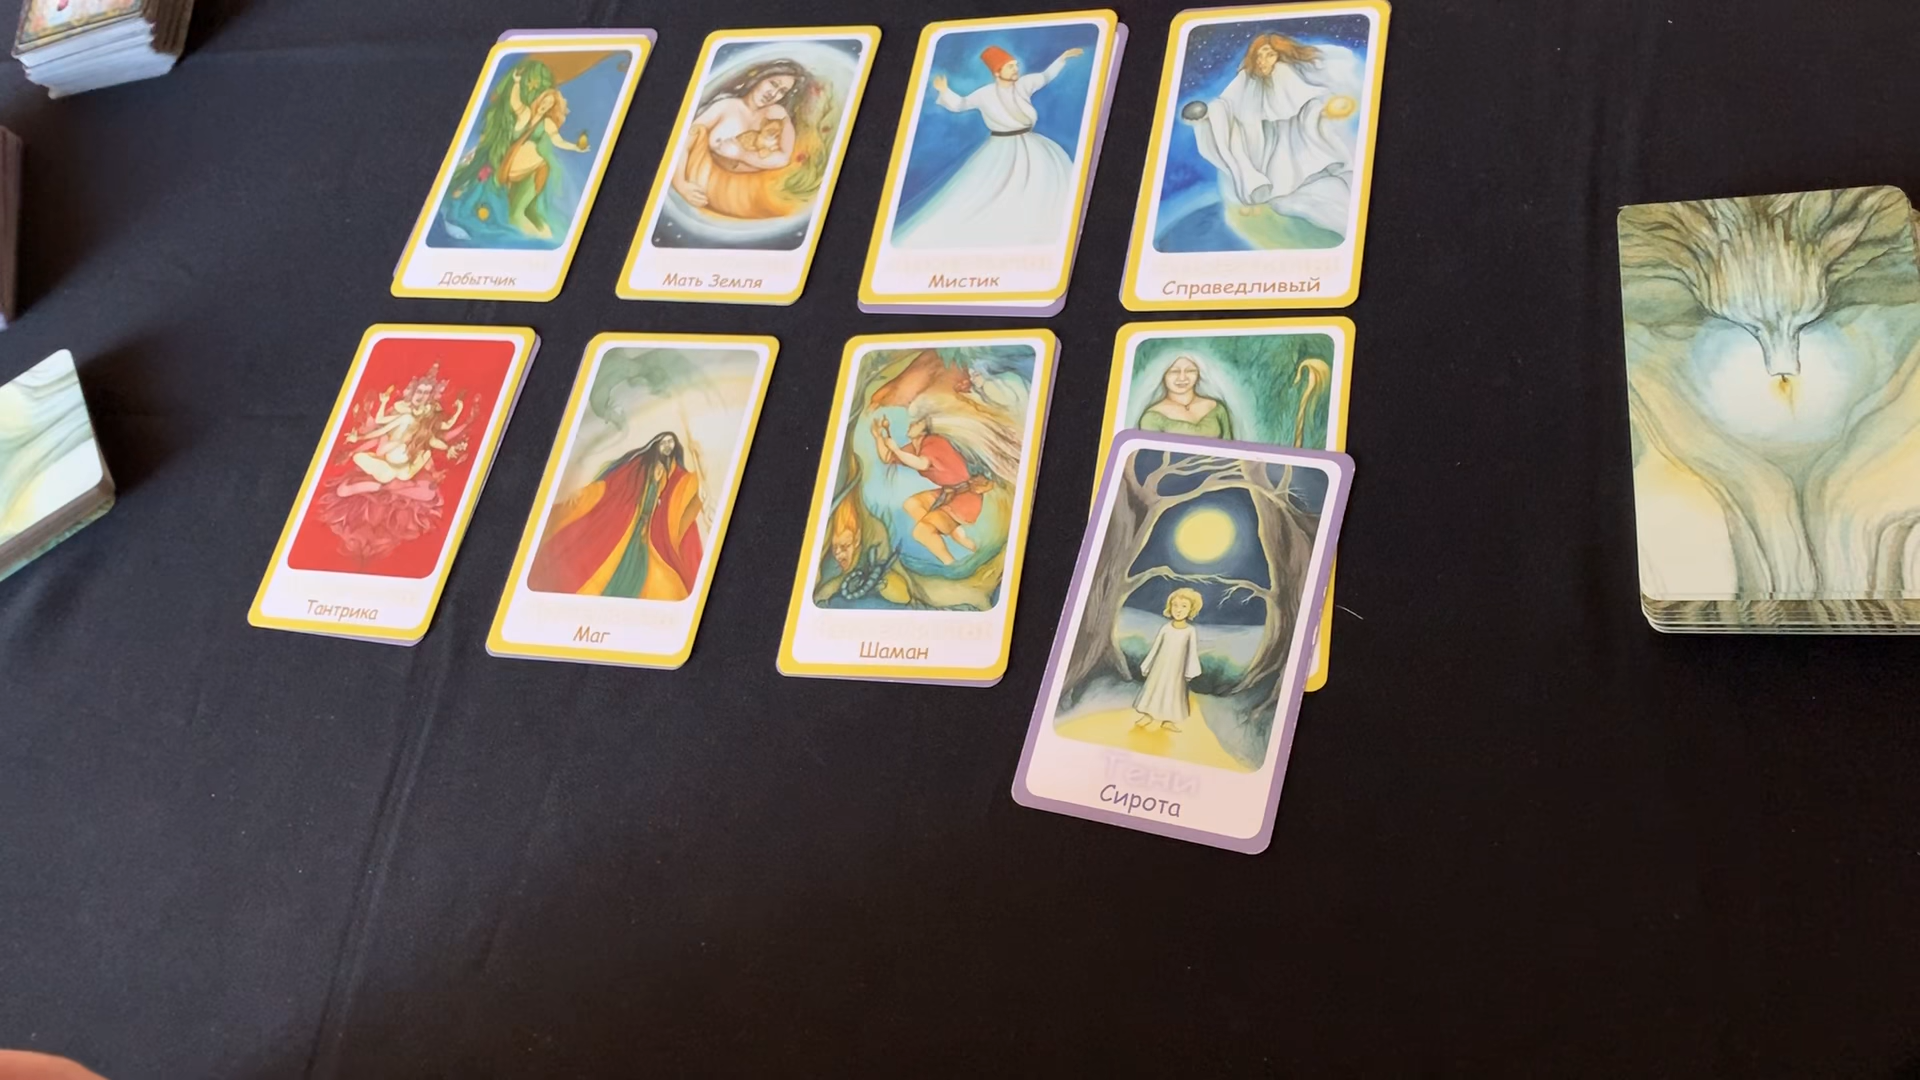 Добытчик
Мать Земля
Мистик
Справедливый
Тантрика
Маг
Шаман
Тени
Сирота